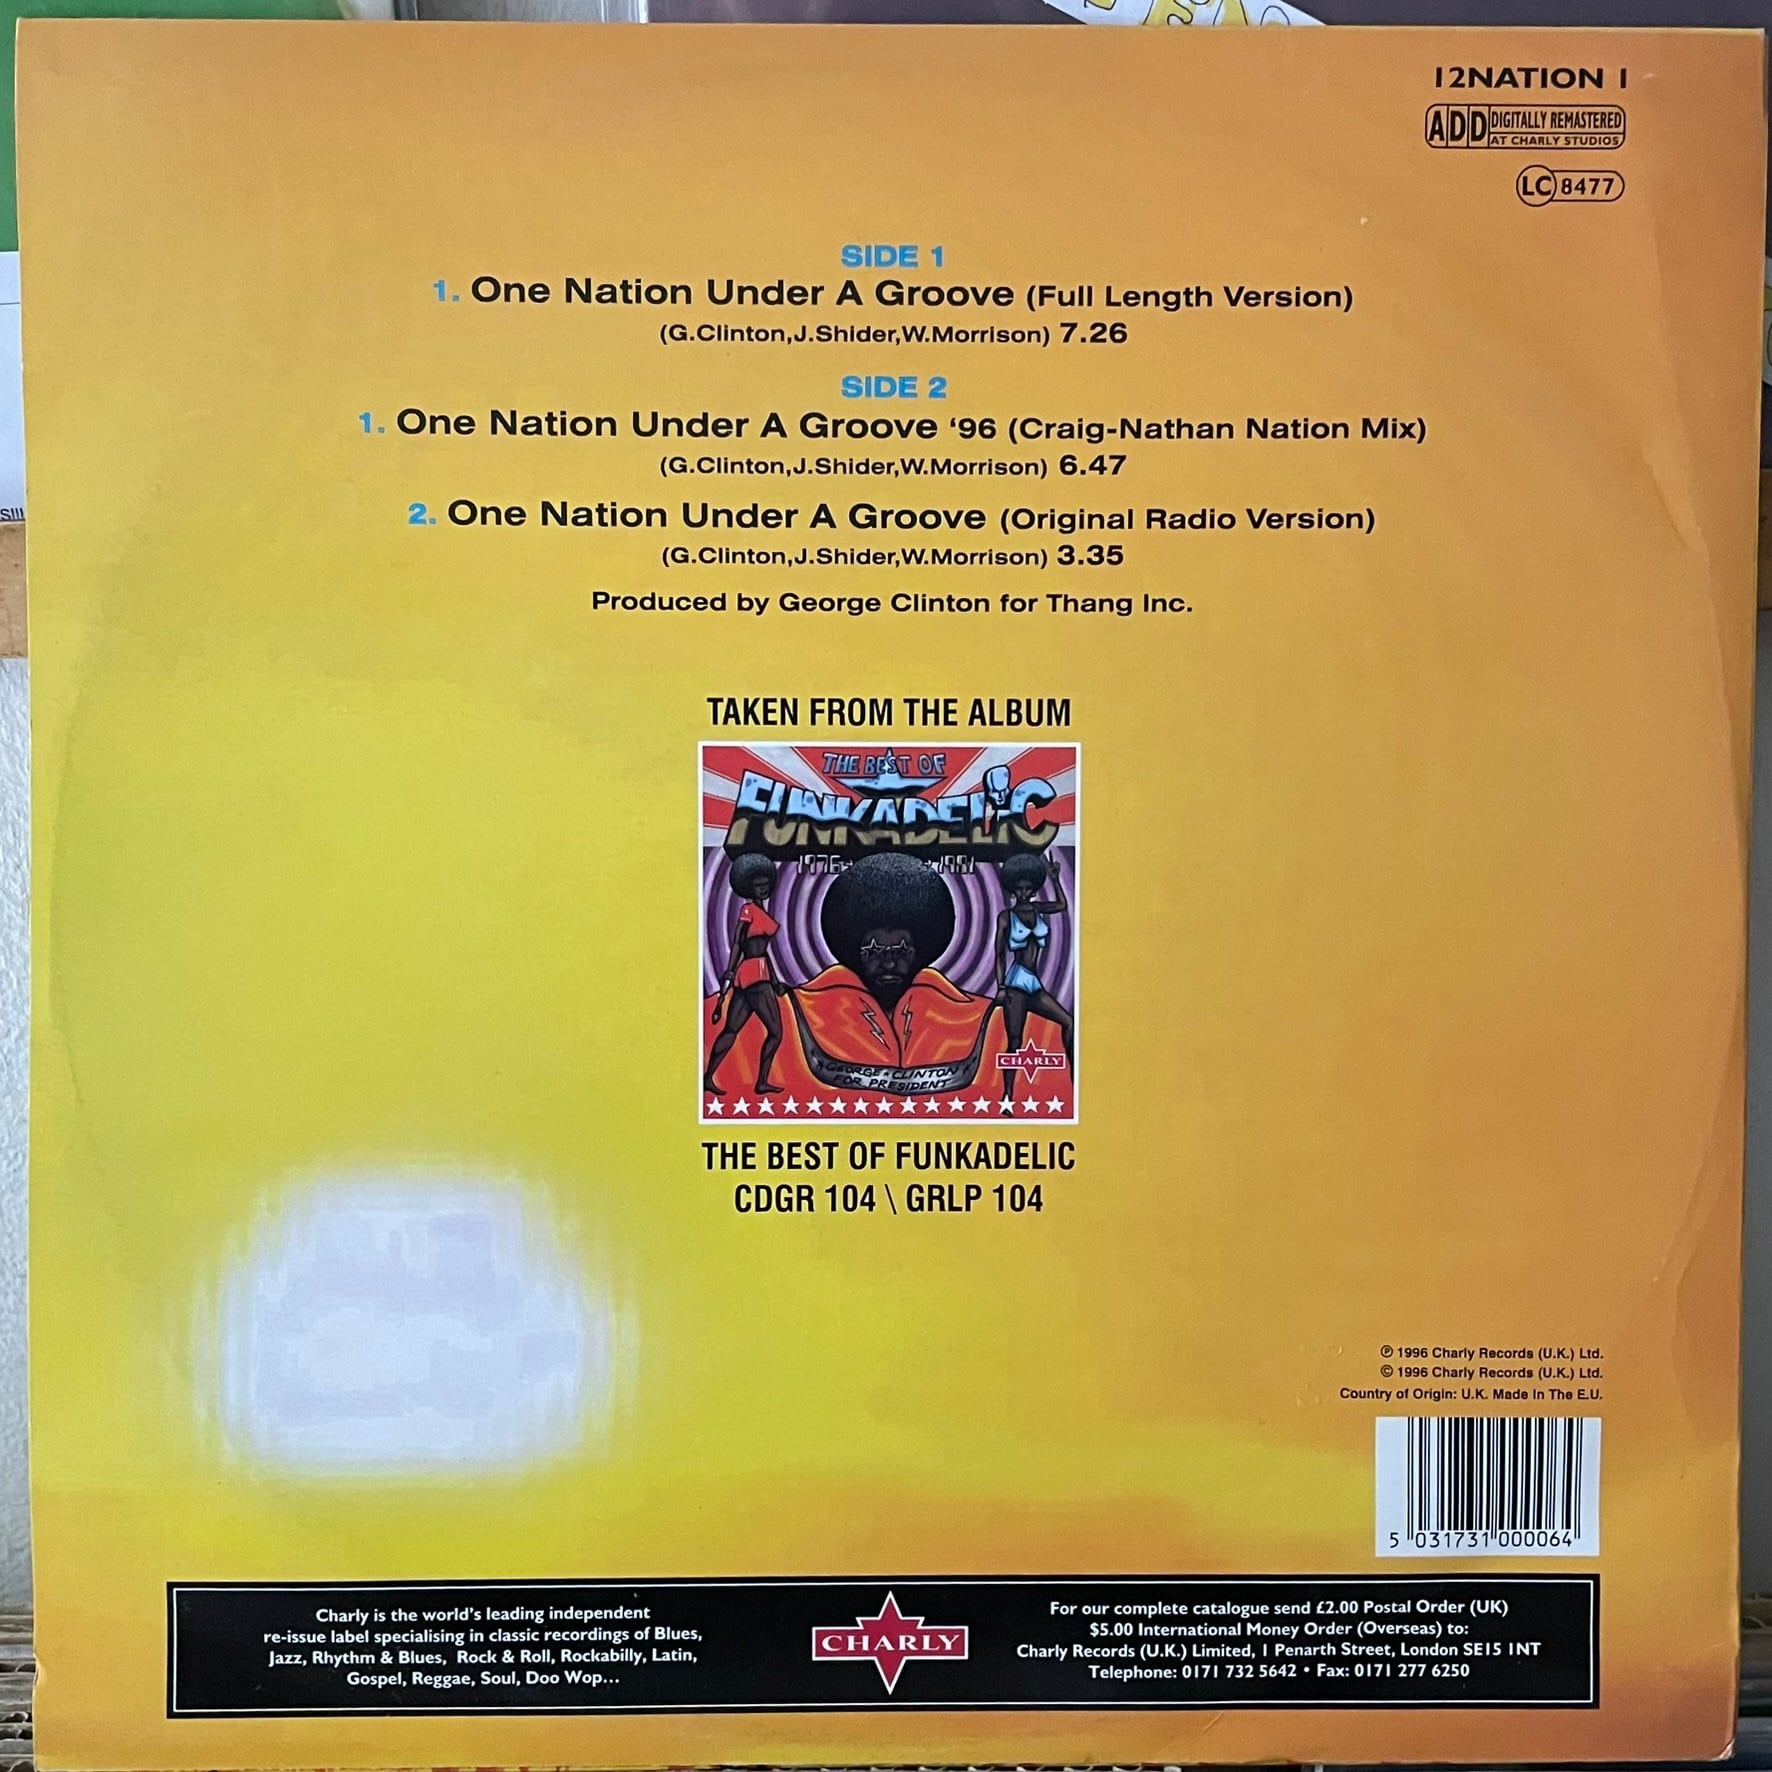 12NATION 1
ADD DIGITALLY REMASTERED
AT CHARLY STUDIOS
LC 8477
SIDE 1
1. One Nation Under A Groove (Full Length Version)
(G.Clinton,J.Shider,W.Morrison) 7.26
SIDE 2
1. One Nation Under A Groove ‘96 (Craig-Nathan Nation Mix)
(G.Clinton,J.Shider,W.Morrison) 6.47
2. One Nation Under A Groove (Original Radio Version)
(G.Clinton,J.Shider,W.Morrison) 3.35
Produced by George Clinton for Thang Inc.
TAKEN FROM THE ALBUM
THE BEST OF
FUNKADELIC
1976 - 1981
CHARLY
GEORGE ★ CLINTON
FOR PRESIDENT
THE BEST OF FUNKADELIC
CDGR 104 \ GRLP 104
℗ 1996 Charly Records (U.K.) Ltd.
© 1996 Charly Records (U.K.) Ltd.
Country of Origin: U.K. Made In The E.U.
5 031731 000064
Charly is the world’s leading independent
re-issue label specialising in classic recordings of Blues,
Jazz, Rhythm & Blues, Rock & Roll, Rockabilly, Latin,
Gospel, Reggae, Soul, Doo Wop...
CHARLY
For our complete catalogue send £2.00 Postal Order (UK)
$5.00 International Money Order (Overseas) to:
Charly Records (U.K.) Limited, 1 Penarth Street, London SE15 1NT
Telephone: 0171 732 5642 • Fax: 0171 277 6250